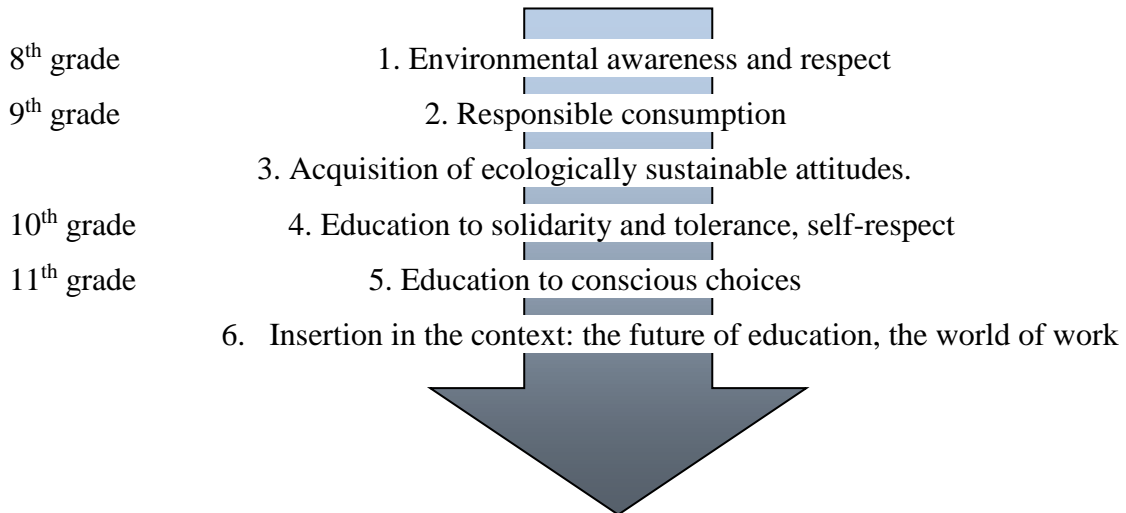 8th grade 1. Environmental awareness and respect
9th grade 2. Responsible consumption
3. Acquisition of ecologically sustainable attitudes.
10th grade 4. Education to solidarity and tolerance, self-respect
11th grade 5. Education to conscious choices
6. Insertion in the context: the future of education, the world of work